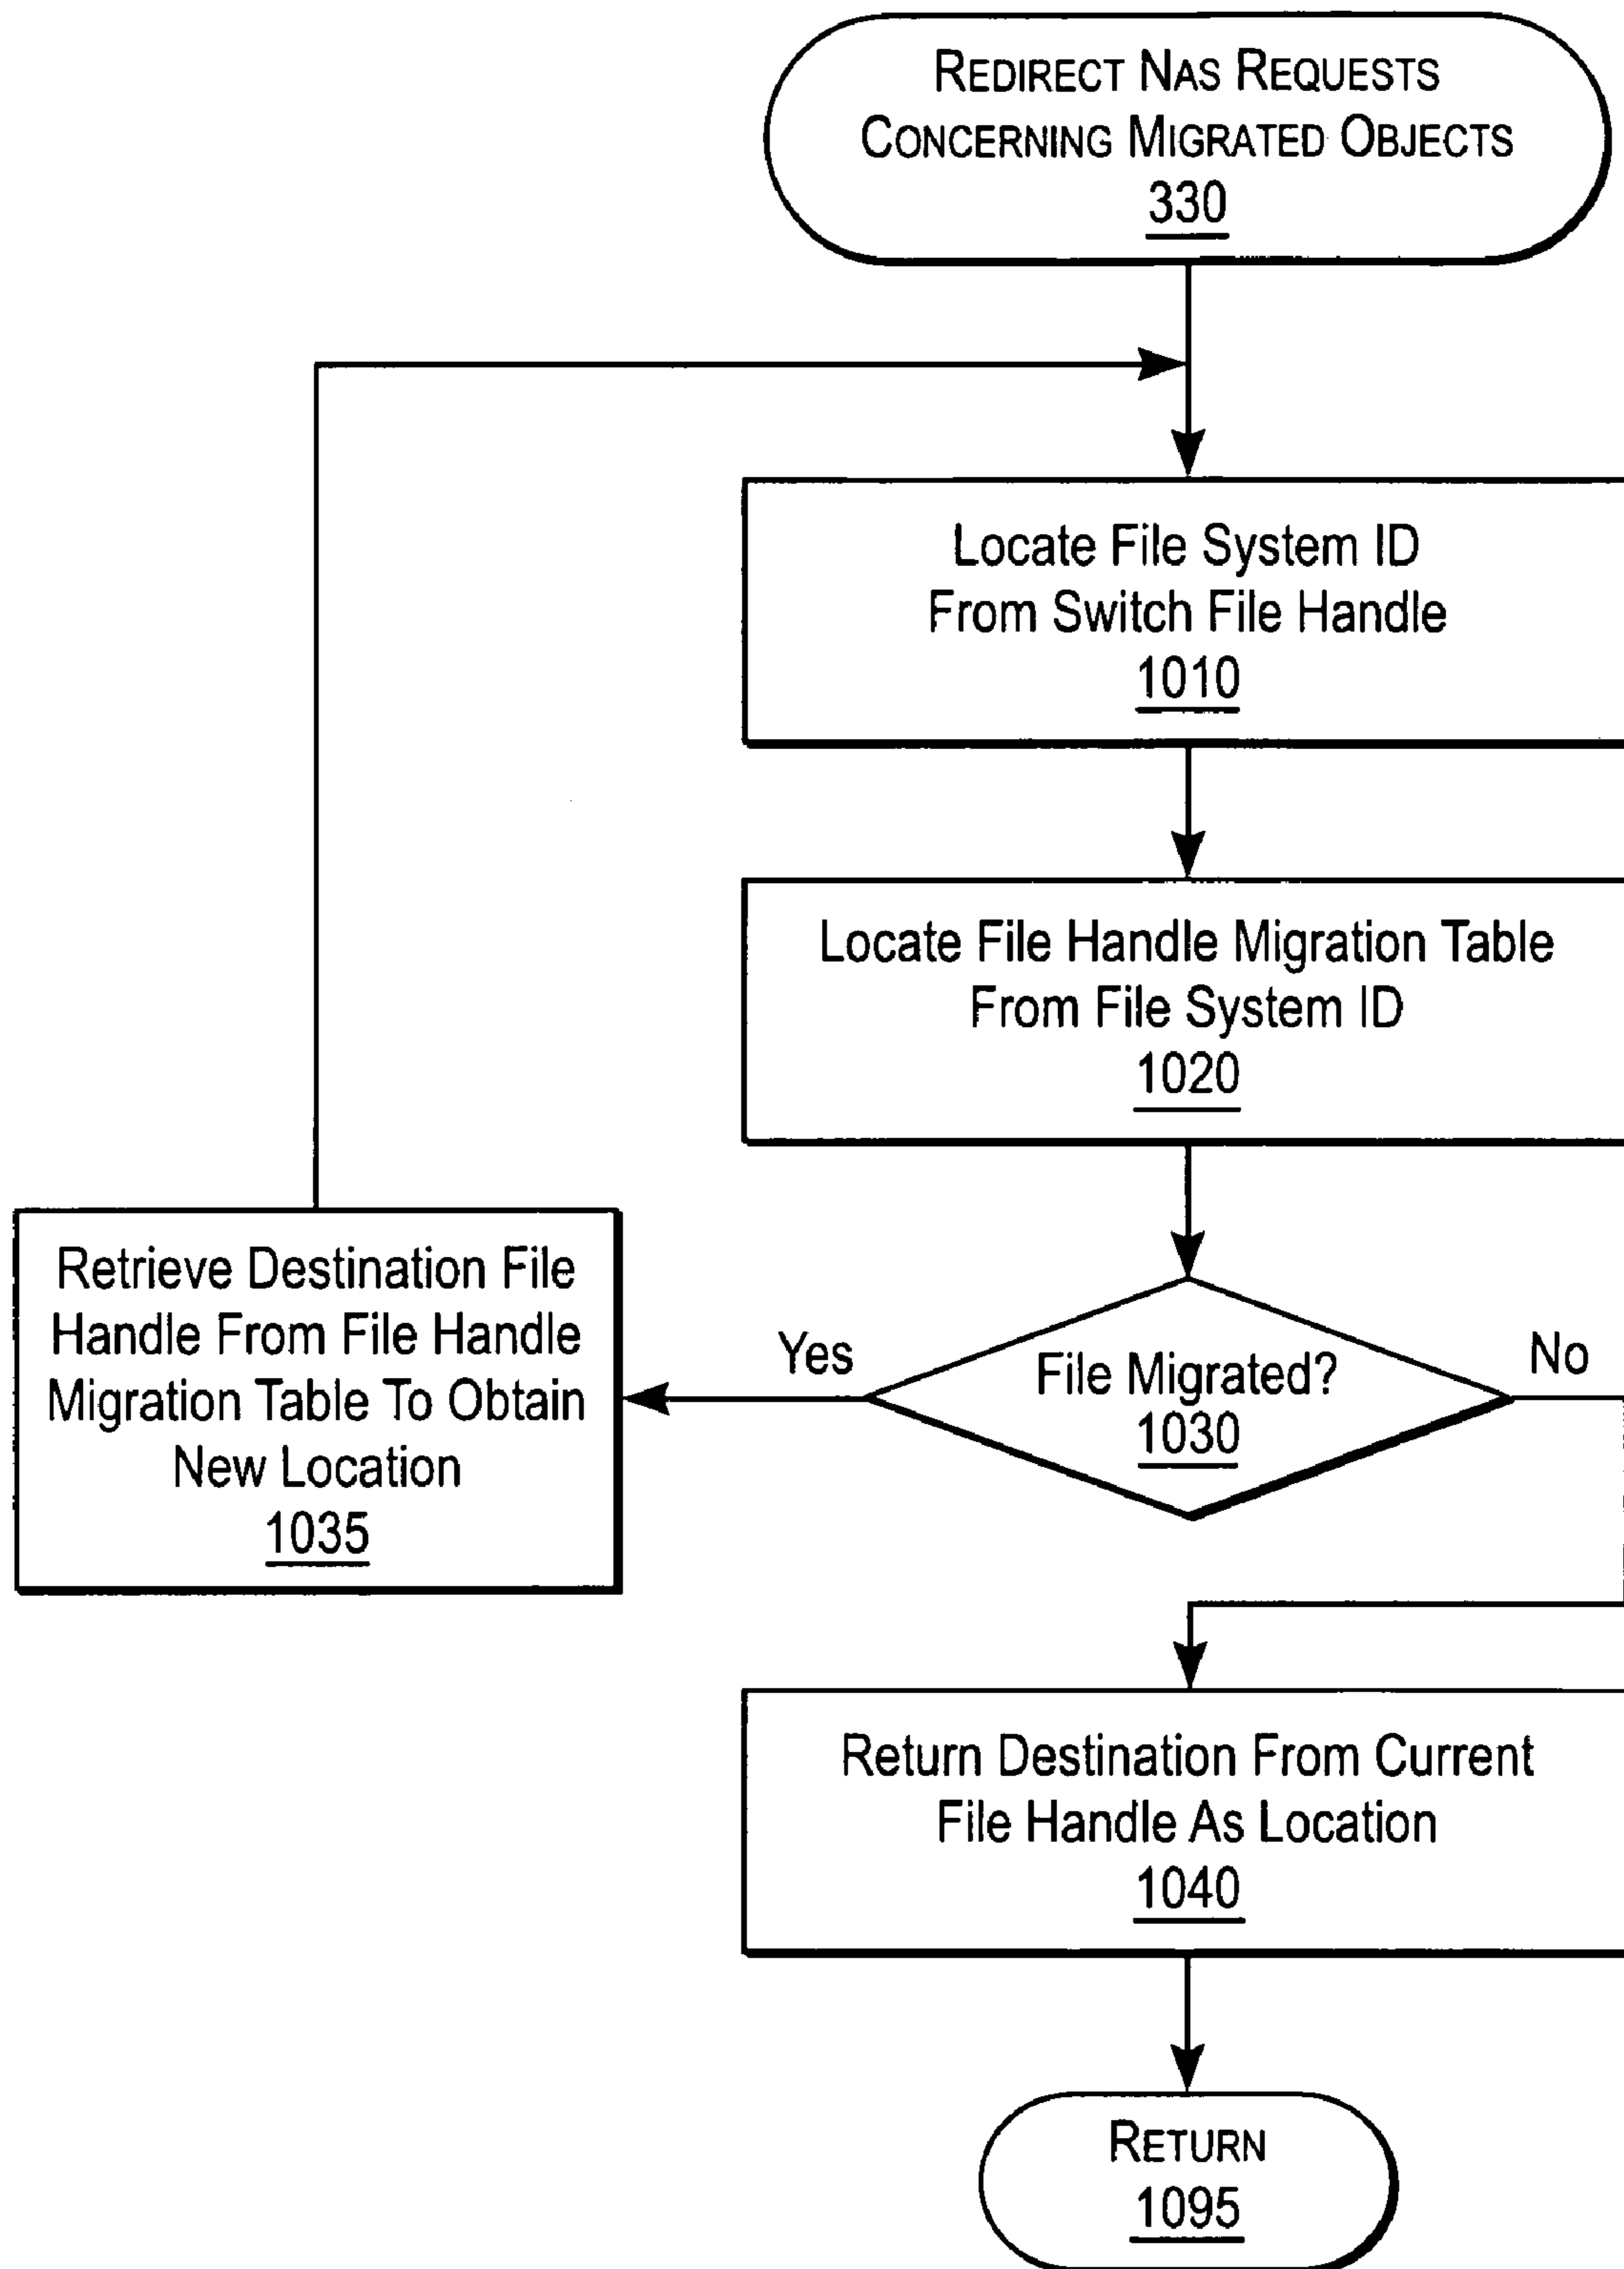 REDIRECT NAS REQUESTS
CONCERNING MIGRATED OBJECTS
330
Locate File System ID
From Switch File Handle
1010
Locate File Handle Migration Table
From File System ID
1020
Retrieve Destination File
Handle From File Handle
Migration Table To Obtain
New Location
1035
Yes
File Migrated?
1030
No
Return Destination From Current
File Handle As Location
1040
RETURN
1095